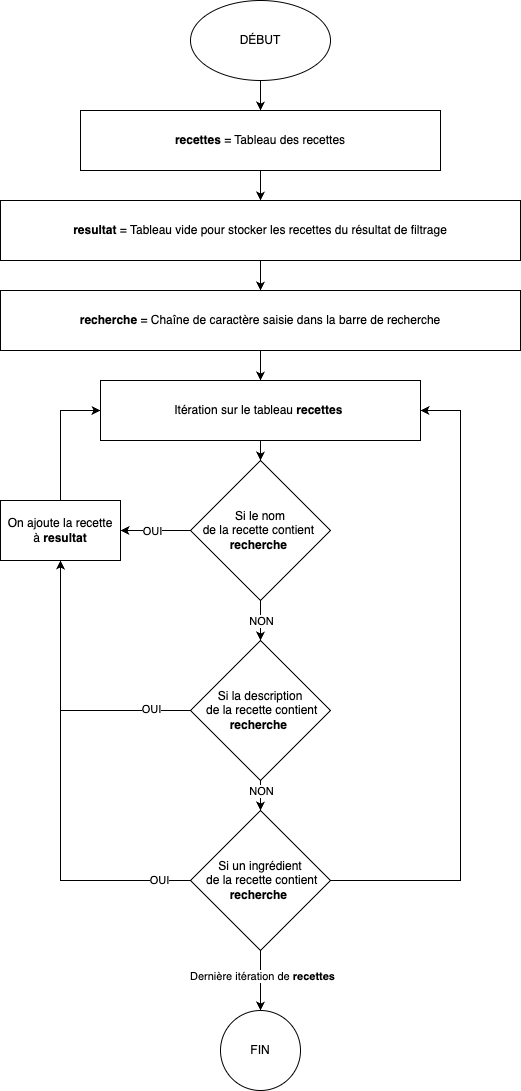 DÉBUT
recettes = Tableau des recettes
resultat = Tableau vide pour stocker les recettes du résultat de filtrage
recherche = Chaîne de caractère saisie dans la barre de recherche
Itération sur le tableau recettes
On ajoute la recette
à resultat
OUI
Si le nom
de la recette contient
recherche
NON
OUI
Si la description
de la recette contient
recherche
NON
OUI
Si un ingrédient
de la recette contient
recherche
Dernière itération de recettes
FIN